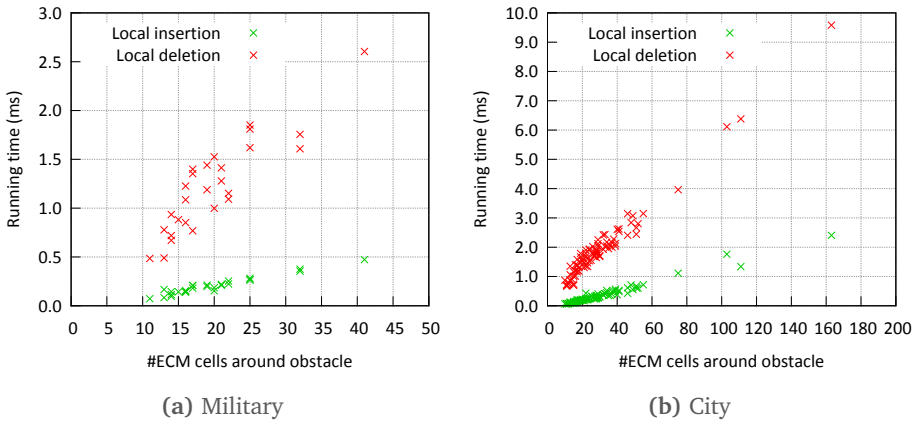 3.0
2.5
2.0
1.5
1.0
0.5
0.0
Running time (ms)
Local insertion
Local deletion
0 5 10 15 20 25 30 35 40 45 50
#ECM cells around obstacle
(a) Military
10.0
9.0
8.0
7.0
6.0
5.0
4.0
3.0
2.0
1.0
0.0
Running time (ms)
Local insertion
Local deletion
0 20 40 60 80 100 120 140 160 180 200
#ECM cells around obstacle
(b) City